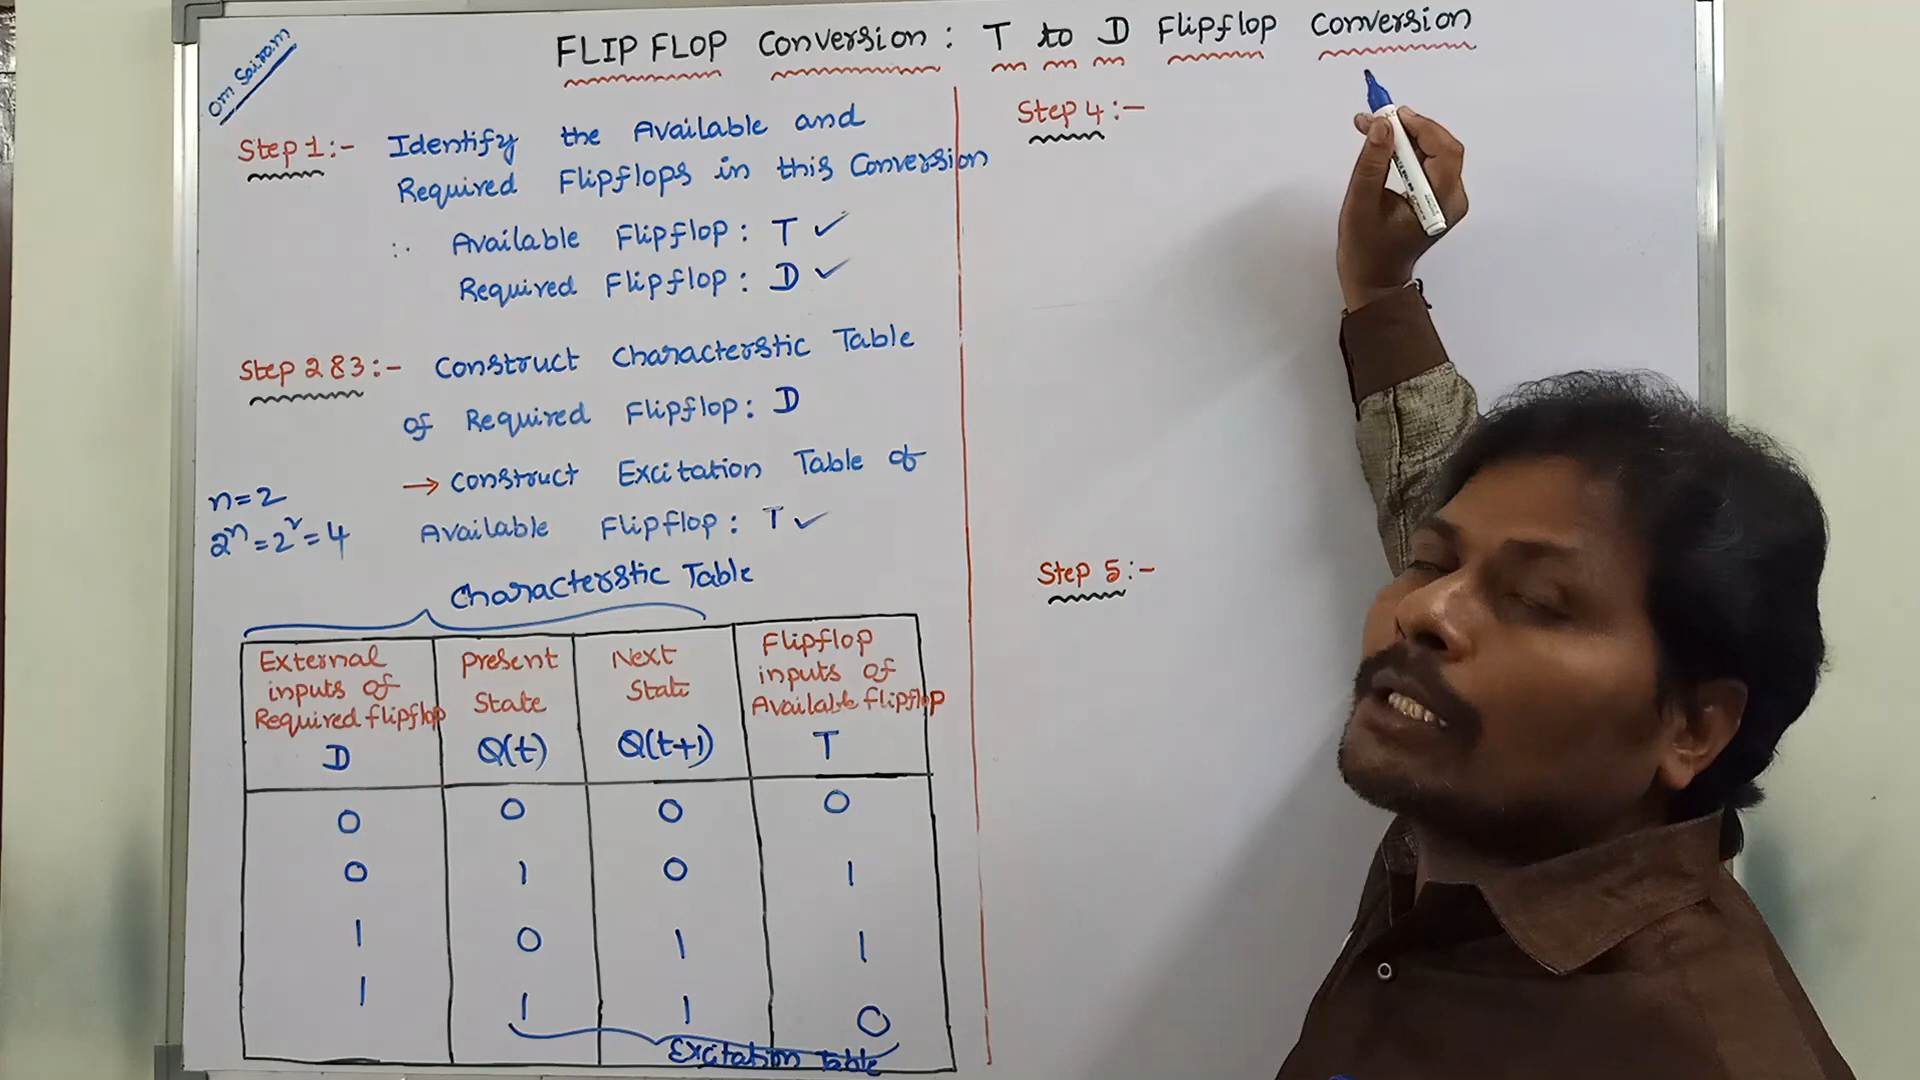 Om Sairam
FLIP FLOP Conversion: T to D Flipflop Conversion
Step 1:- Identify the Available and
Required Flipflops in this Conversion
∴ Available Flipflop: T ✓
Required Flipflop: D ✓
Step 2&3:- Construct Characterstic Table
of Required Flipflop: D
→ Construct Excitation Table of
Available Flipflop: T ✓
n=2
2ⁿ=2²=4
Characterstic Table
External inputs of Required flipflop D
Present State Q(t)
Next State Q(t+1)
Flipflop inputs of Available flipflop T
0 0 0 0
0 1 0 1
1 0 1 1
1 1 1 0
Excitation Table
Step 4:-
Step 5:-